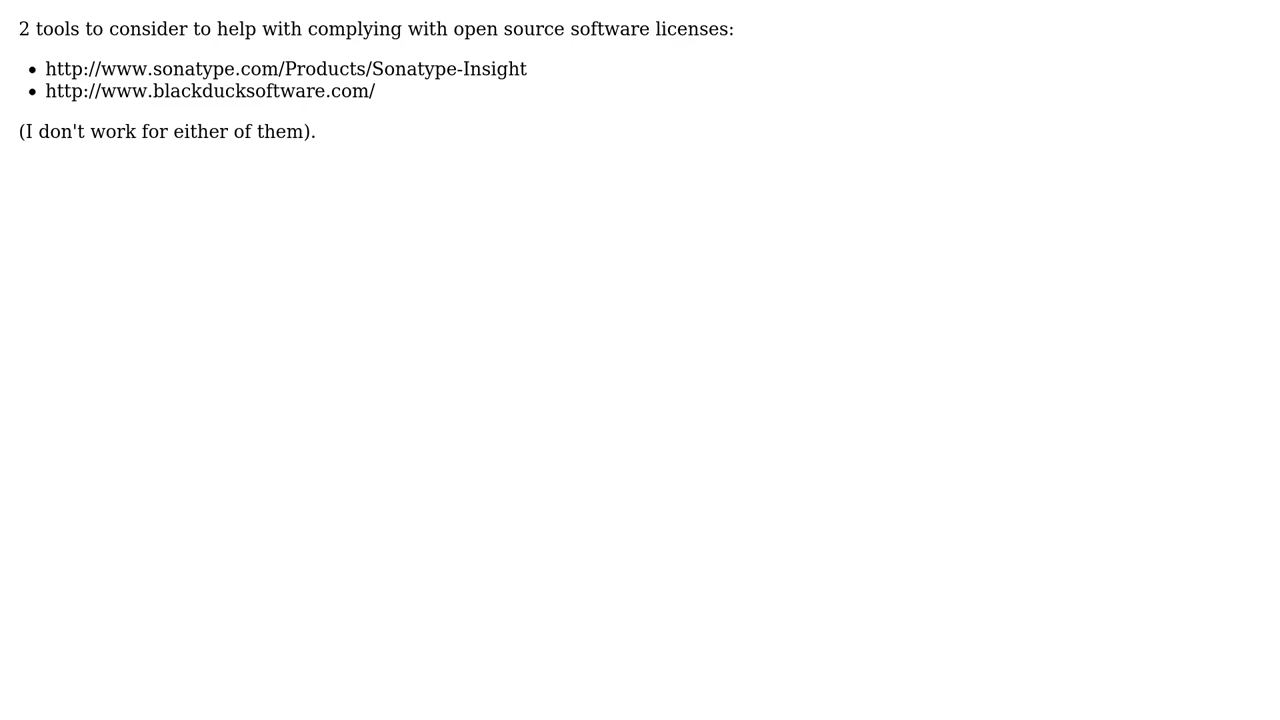 2 tools to consider to help with complying with open source software licenses:
• http://www.sonatype.com/Products/Sonatype-Insight
• http://www.blackducksoftware.com/
(I don't work for either of them).